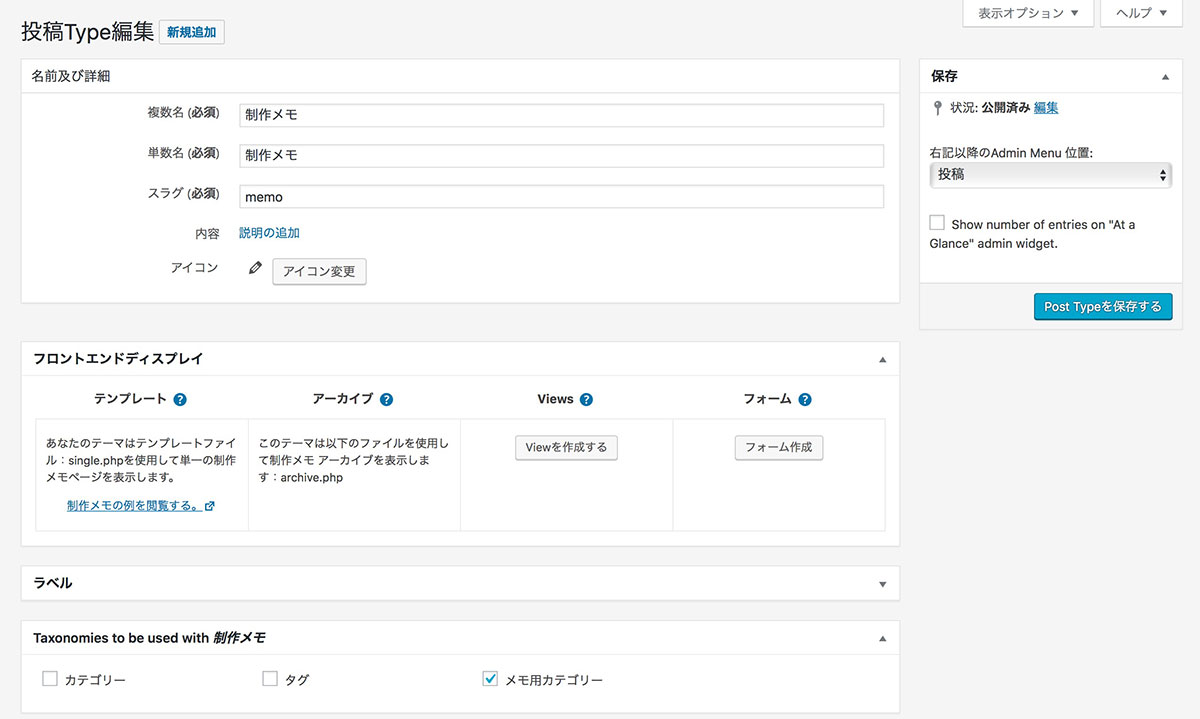 表示オプション ▼
ヘルプ ▼
投稿Type編集 新規追加
名前及び詳細
複数名 (必須) 制作メモ
単数名 (必須) 制作メモ
スラグ (必須) memo
内容 説明の追加
アイコン アイコン変更
保存 ▲
状況: 公開済み 編集
右記以降のAdmin Menu 位置:
投稿
Show number of entries on "At a
Glance" admin widget.
Post Typeを保存する
フロントエンドディスプレイ ▲
テンプレート ? アーカイブ ? Views ? フォーム ?
あなたのテーマはテンプレートファイ
ル：single.phpを使用して単一の制作
メモページを表示します。
制作メモの例を閲覧する。
このテーマは以下のファイルを使用し
て制作メモ アーカイブを表示しま
す：archive.php
Viewを作成する
フォーム作成
ラベル ▼
Taxonomies to be used with 制作メモ ▲
カテゴリー タグ メモ用カテゴリー